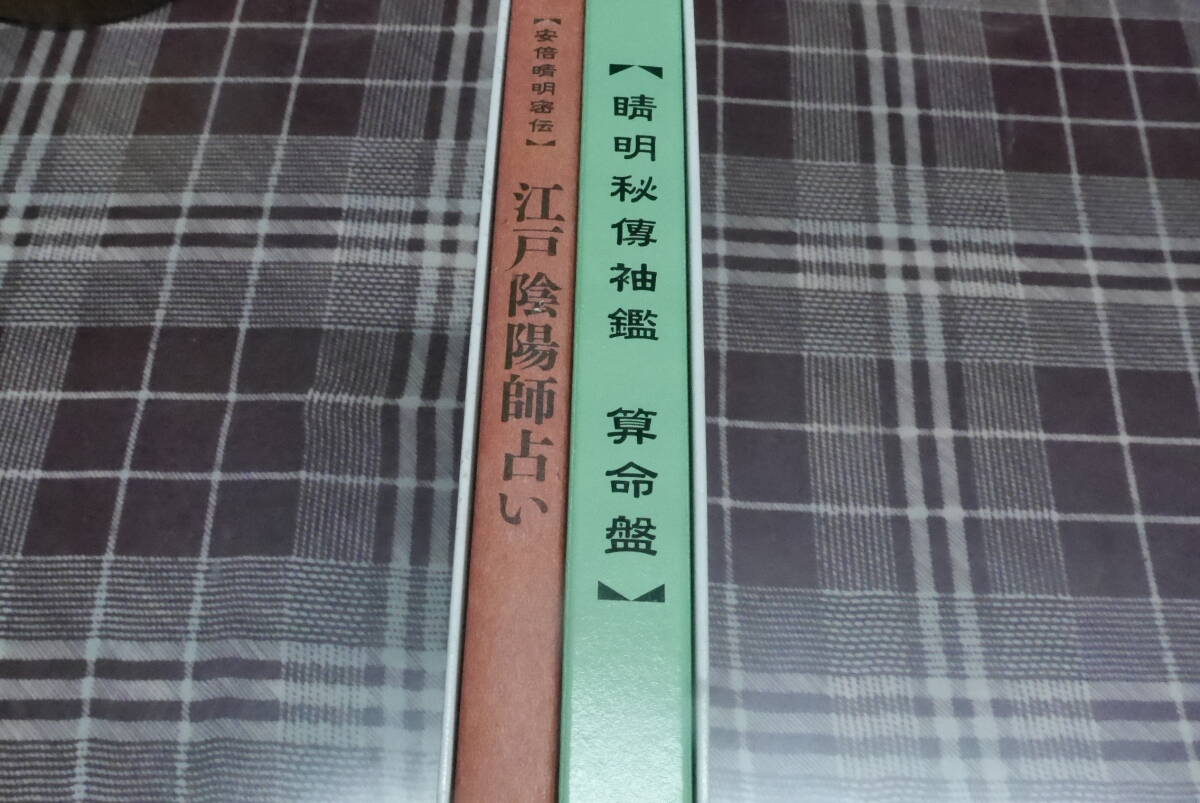 【安倍晴明密伝】 江戸陰陽師占い
【晴明秘傳袖鑑 算命盤】